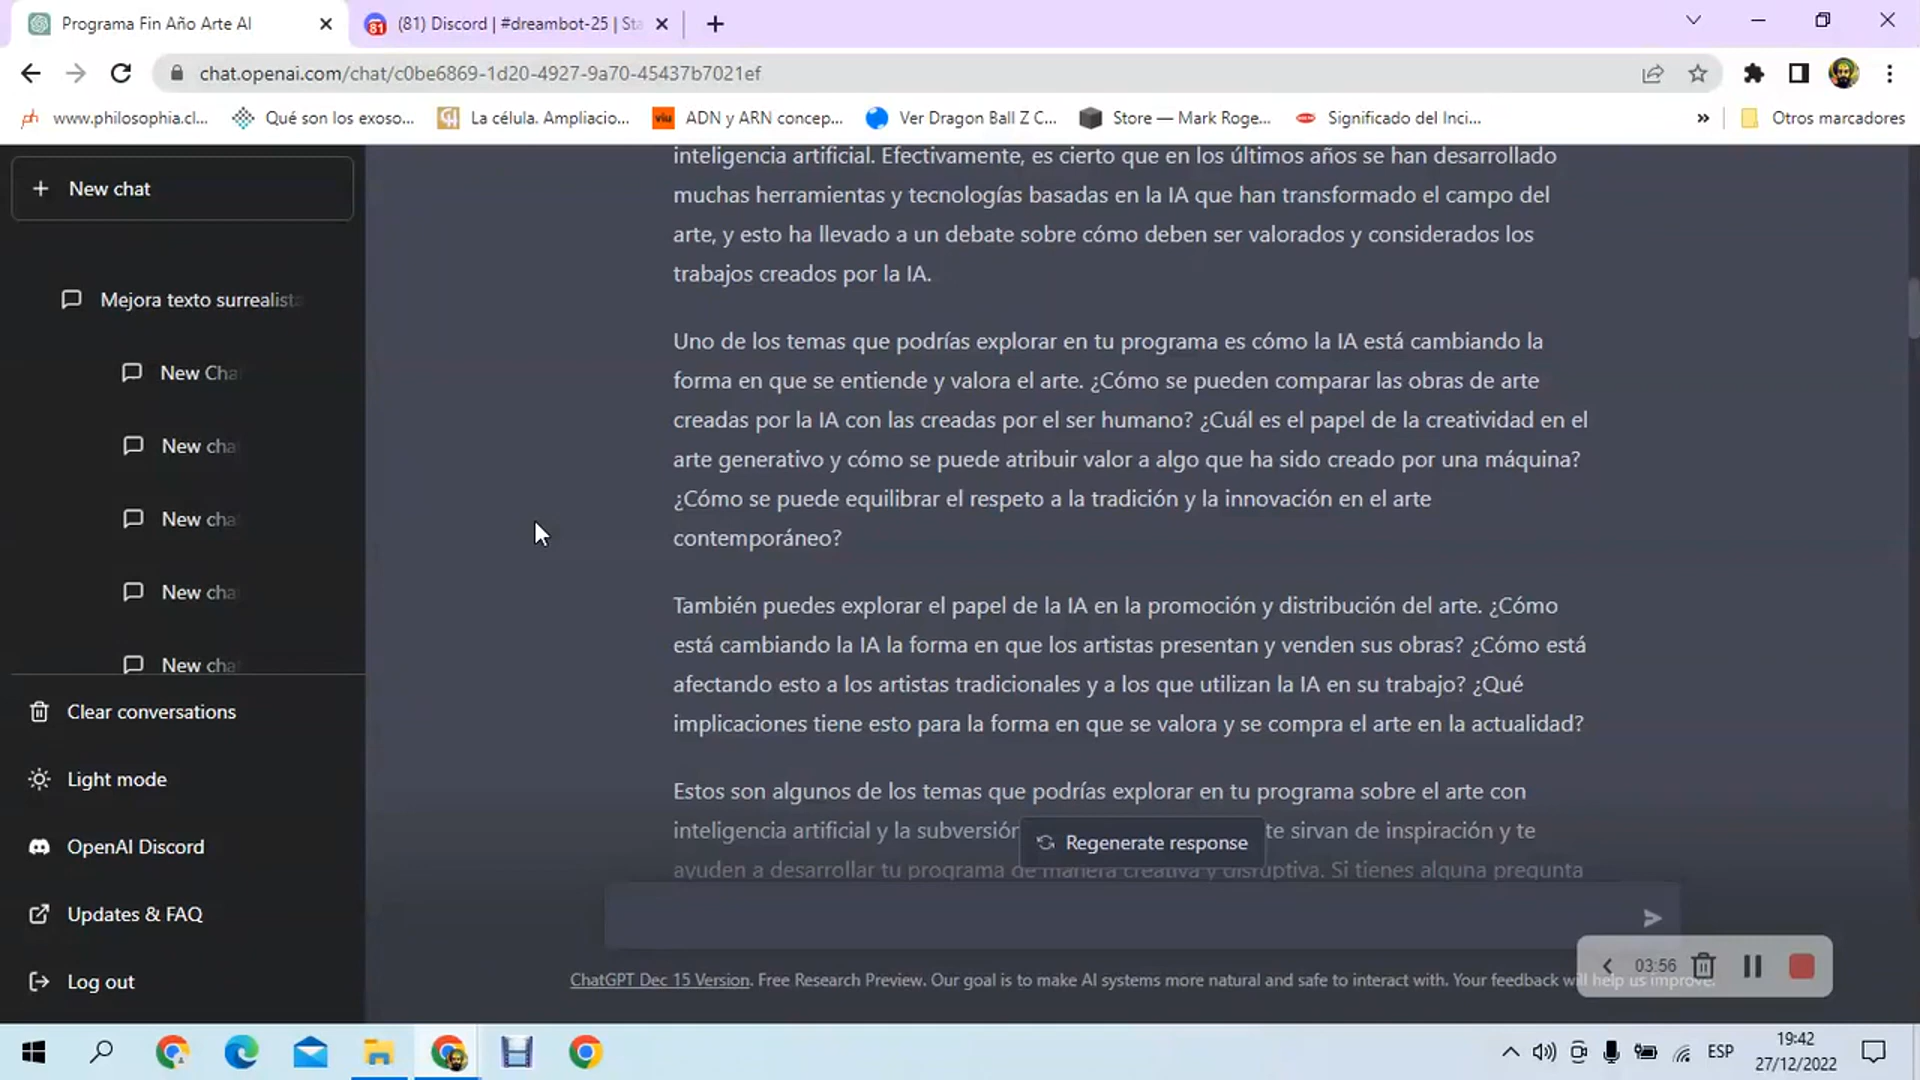 Programa Fin Año Arte AI
(81) Discord | #dreambot-25 | Sta
chat.openai.com/chat/c0be6869-1d20-4927-9a70-45437b7021ef
www.philosophia.cl...
Qué son los exoso...
La célula. Ampliacio...
viu
ADN y ARN concep...
Ver Dragon Ball Z C...
Store — Mark Roge...
Significado del Inci...
»
Otros marcadores
New chat
Mejora texto surrealista
New Cha
New cha
New cha
New cha
New cha
Clear conversations
Light mode
OpenAI Discord
Updates & FAQ
Log out
inteligencia artificial. Efectivamente, es cierto que en los últimos años se han desarrollado
muchas herramientas y tecnologías basadas en la IA que han transformado el campo del
arte, y esto ha llevado a un debate sobre cómo deben ser valorados y considerados los
trabajos creados por la IA.
Uno de los temas que podrías explorar en tu programa es cómo la IA está cambiando la
forma en que se entiende y valora el arte. ¿Cómo se pueden comparar las obras de arte
creadas por la IA con las creadas por el ser humano? ¿Cuál es el papel de la creatividad en el
arte generativo y cómo se puede atribuir valor a algo que ha sido creado por una máquina?
¿Cómo se puede equilibrar el respeto a la tradición y la innovación en el arte
contemporáneo?
También puedes explorar el papel de la IA en la promoción y distribución del arte. ¿Cómo
está cambiando la IA la forma en que los artistas presentan y venden sus obras? ¿Cómo está
afectando esto a los artistas tradicionales y a los que utilizan la IA en su trabajo? ¿Qué
implicaciones tiene esto para la forma en que se valora y se compra el arte en la actualidad?
Estos son algunos de los temas que podrías explorar en tu programa sobre el arte con
inteligencia artificial y la subversión te sirvan de inspiración y te
Regenerate response
ayuden a desarrollar tu programa de manera creativa y disruptiva. Si tienes alguna pregunta
03:56
ChatGPT Dec 15 Version. Free Research Preview. Our goal is to make AI systems more natural and safe to interact with. Your feedback will help us improve.
ESP
19:42
27/12/2022